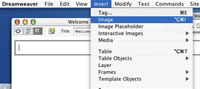 Dreamweaver File Edit View Insert Modify Text Commands Site
Tag... ⌘E
Image ⌥⌘I
Image Placeholder
Interactive Images
Media
Table ⌥⌘T
Table Objects
Layer
Frames
Template Objects
Welcome
Title: